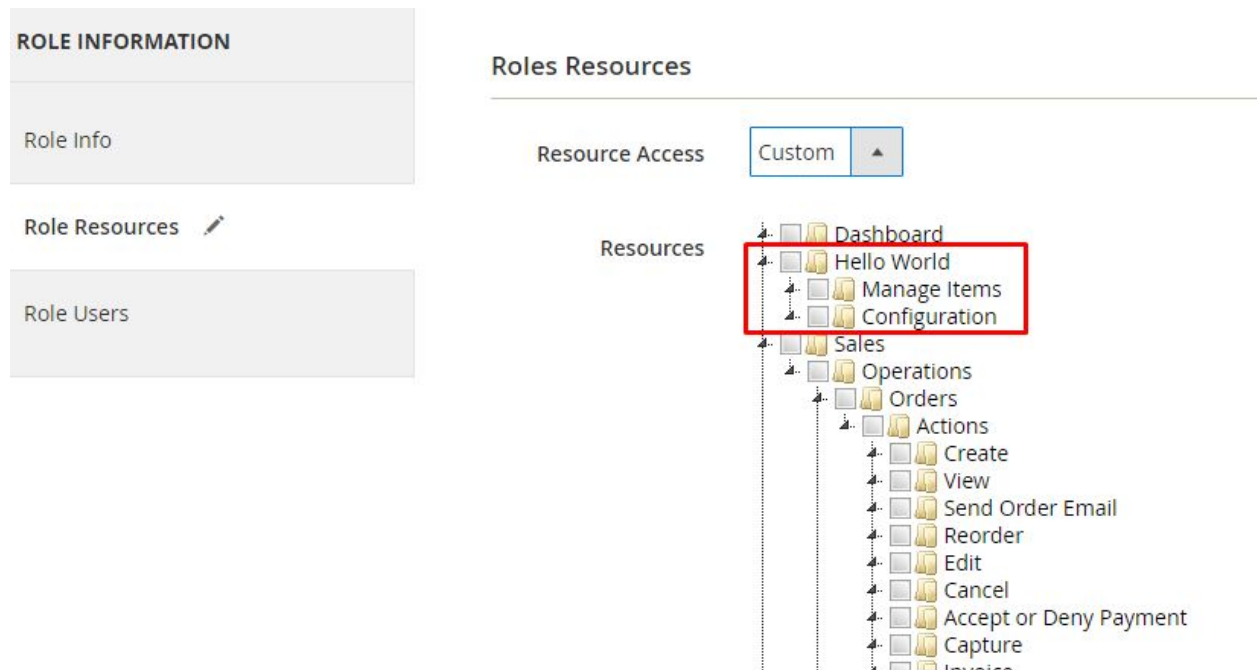 ROLE INFORMATION
Role Info
Role Resources
Role Users
Roles Resources
Resource Access Custom
Resources
Dashboard
Hello World
Manage Items
Configuration
Sales
Operations
Orders
Actions
Create
View
Send Order Email
Reorder
Edit
Cancel
Accept or Deny Payment
Capture
Invoice